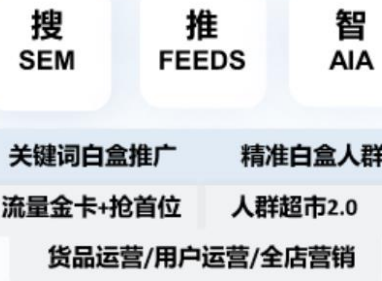 搜 推 智
SEM FEEDS AIA
关键词白盒推广 精准白盒人群
流量金卡+抢首位 人群超市2.0
货品运营/用户运营/全店营销